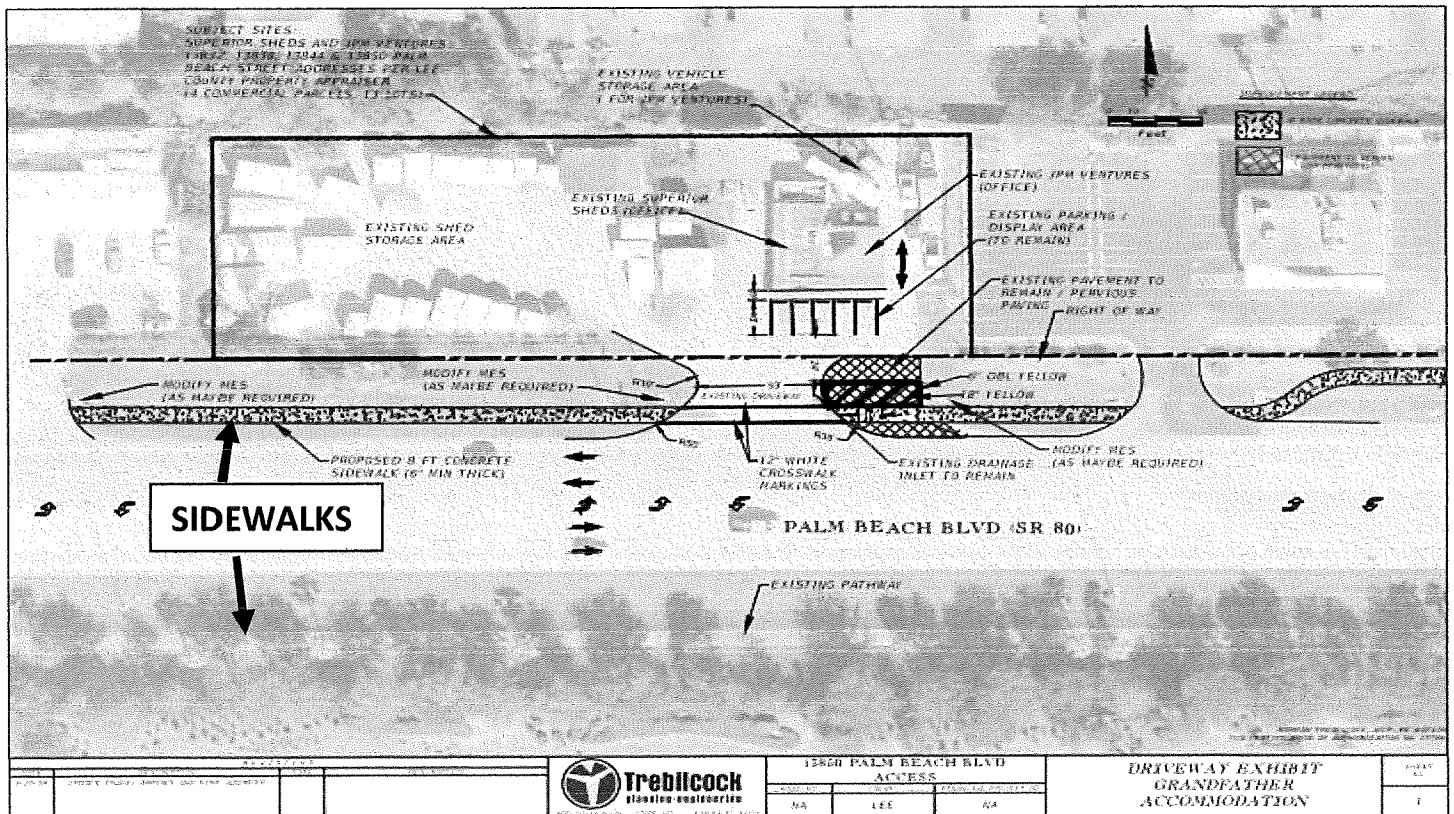 SUBJECT SITES:
SUPERIOR SHEDS AND JPM VENTURES
13832, 13838, 13844 & 13850 PALM
BEACH STREET ADDRESSES PER LEE
COUNTY PROPERTY APPRAISER
(4 COMMERCIAL PARCELS, 13 LOTS)
EXISTING VEHICLE
STORAGE AREA
(FOR JPM VENTURES)
Feet
EXISTING SHED
STORAGE AREA
EXISTING SUPERIOR
SHEDS (OFFICE)
EXISTING JPM VENTURES
(OFFICE)
EXISTING PARKING /
DISPLAY AREA
(TO REMAIN)
EXISTING PAVEMENT TO
REMAIN / PERVIOUS
PAVING
RIGHT OF WAY
MODIFY MES
(AS MAYBE REQUIRED)
MODIFY MES
(AS MAYBE REQUIRED)
EXISTING DRIVEWAY
6" DBL YELLOW
18" YELLOW
PROPOSED 8 FT CONCRETE
SIDEWALK (6" MIN THICK)
12" WHITE
CROSSWALK
MARKINGS
EXISTING DRAINAGE
INLET TO REMAIN
MODIFY MES
(AS MAYBE REQUIRED)
SIDEWALKS
PALM BEACH BLVD (SR 80)
EXISTING PATHWAY
REVISIONS
Trebilcock
planning-engineering
13850 PALM BEACH BLVD
ACCESS
NA
LEE
NA
DRIVEWAY EXHIBIT
GRANDFATHER
ACCOMMODATION
1